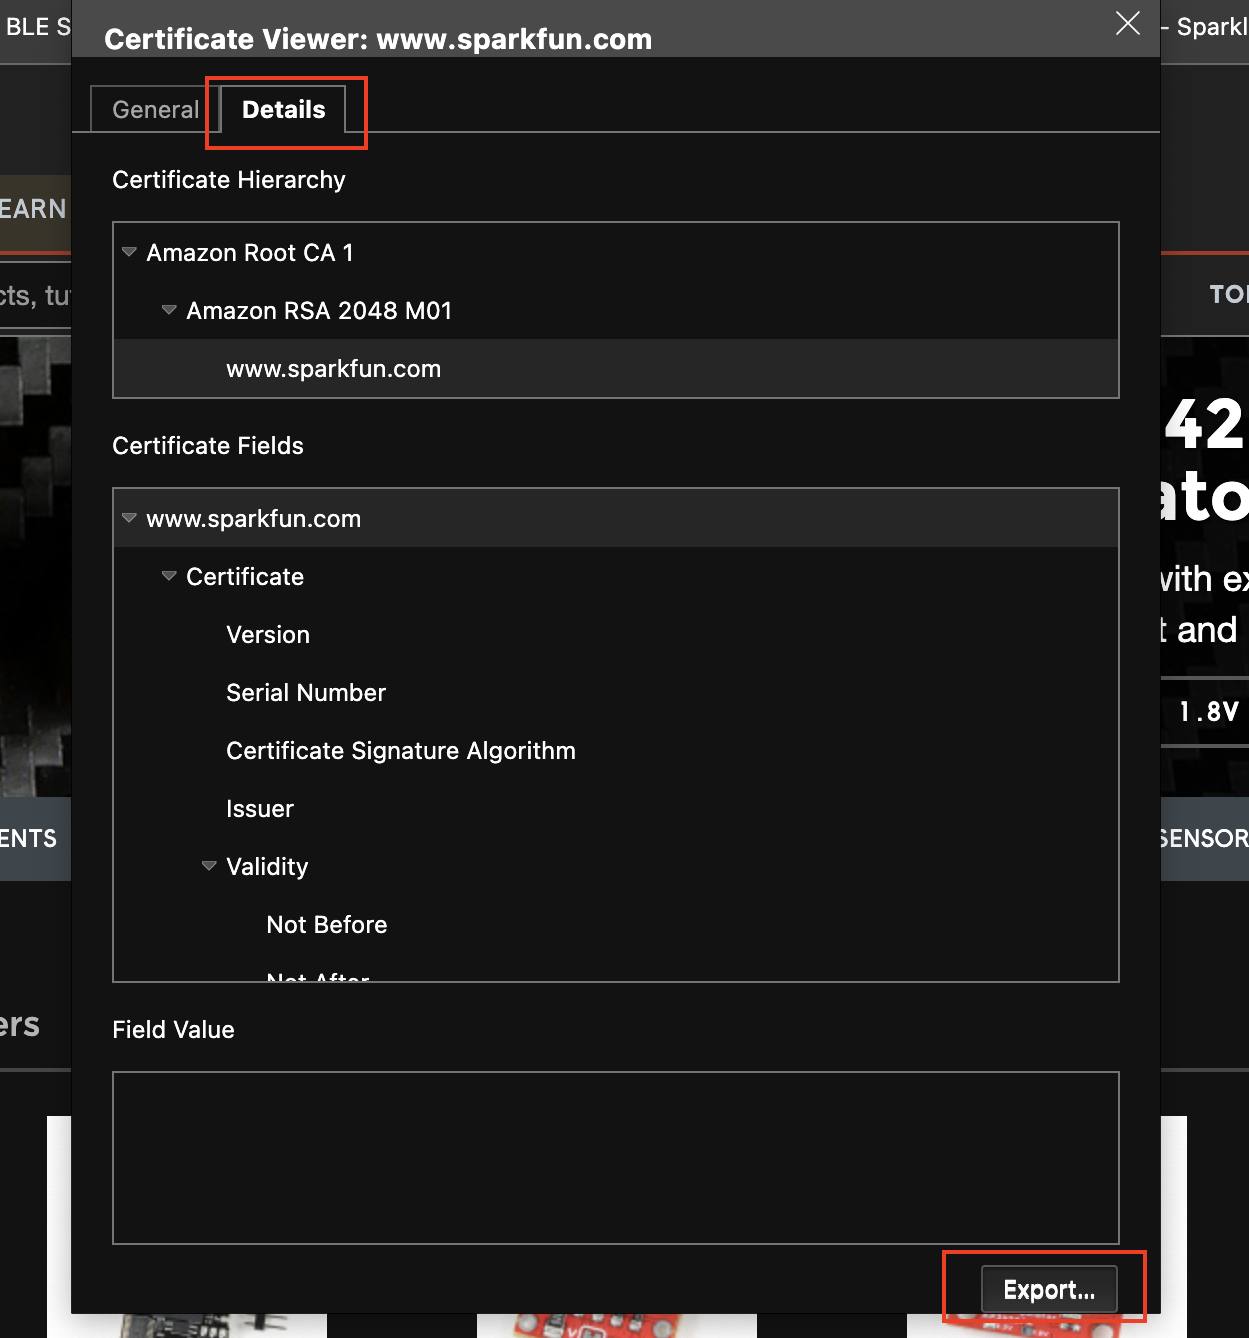 BLE S
Certificate Viewer: www.sparkfun.com
- Sparkl
General
Details
Certificate Hierarchy
EARN
Amazon Root CA 1
cts, tu
TO
Amazon RSA 2048 M01
www.sparkfun.com
42
Certificate Fields
ato
www.sparkfun.com
Certificate
with ex
Version
t and
Serial Number
1.8V
Certificate Signature Algorithm
Issuer
ENTS
SENSOR
Validity
Not Before
Not After
ers
Field Value
Export...